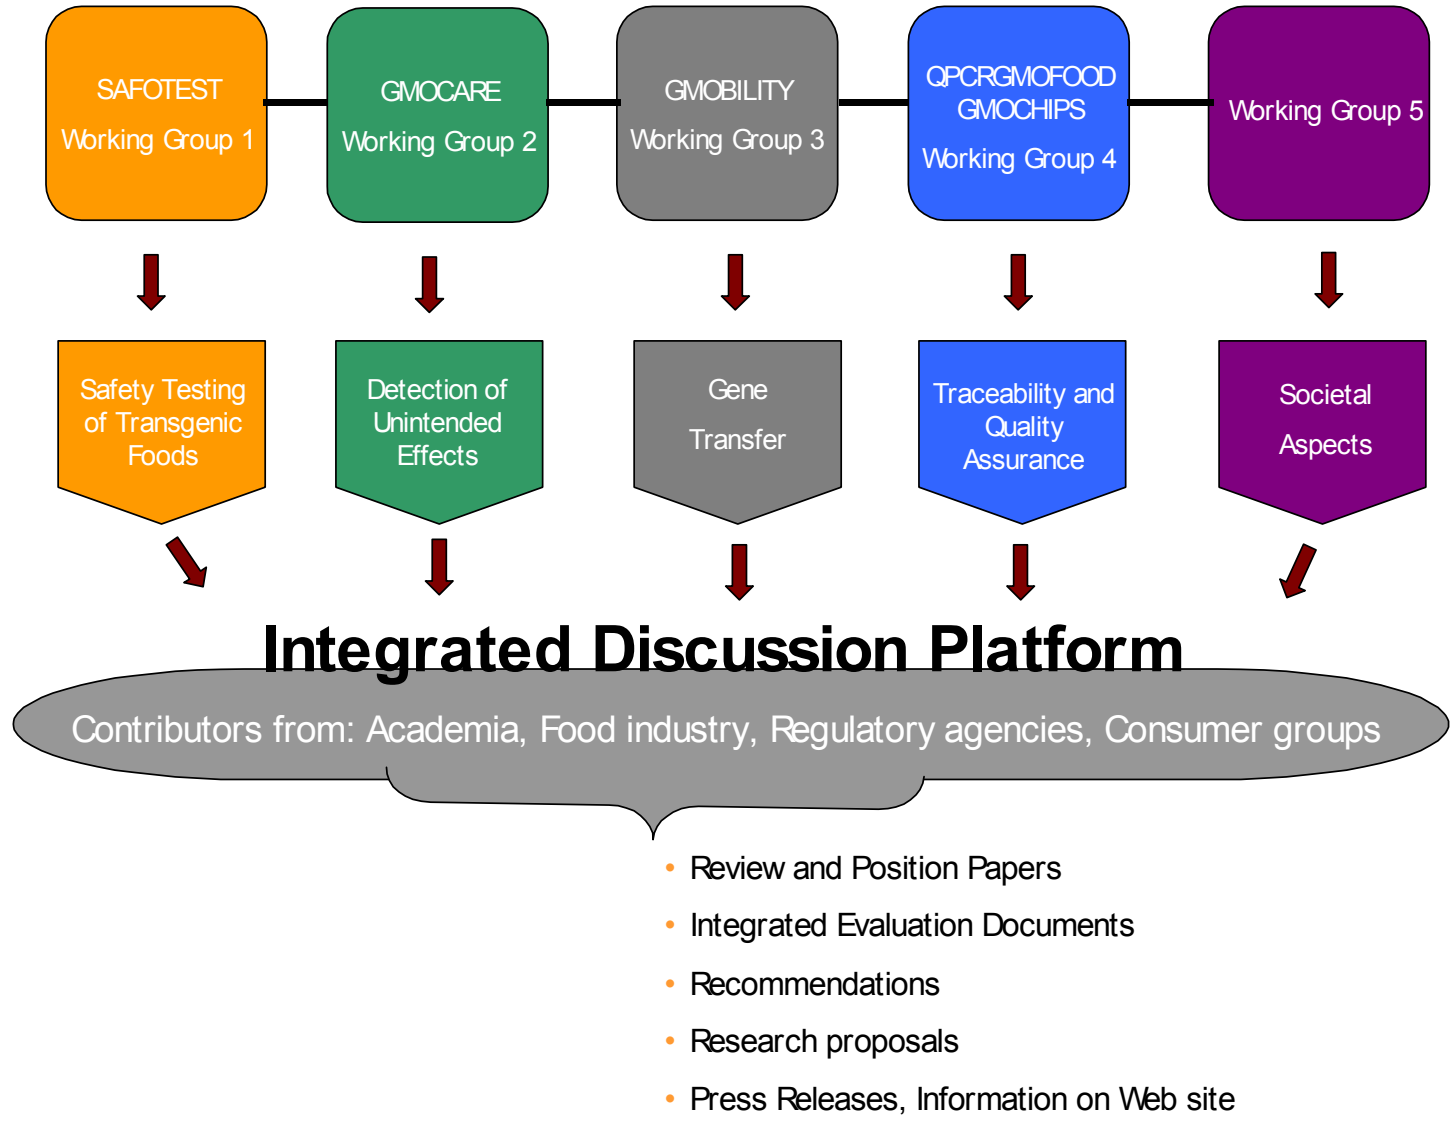 SAFOTEST
Working Group 1
GMOCARE
Working Group 2
GMOBILITY
Working Group 3
QPCRGMOFOOD
GMOCHIPS
Working Group 4
Working Group 5
Safety Testing
of Transgenic
Foods
Detection of
Unintended
Effects
Gene
Transfer
Traceability and
Quality
Assurance
Societal
Aspects
Integrated Discussion Platform
Contributors from: Academia, Food industry, Regulatory agencies, Consumer groups
• Review and Position Papers
• Integrated Evaluation Documents
• Recommendations
• Research proposals
• Press Releases, Information on Web site